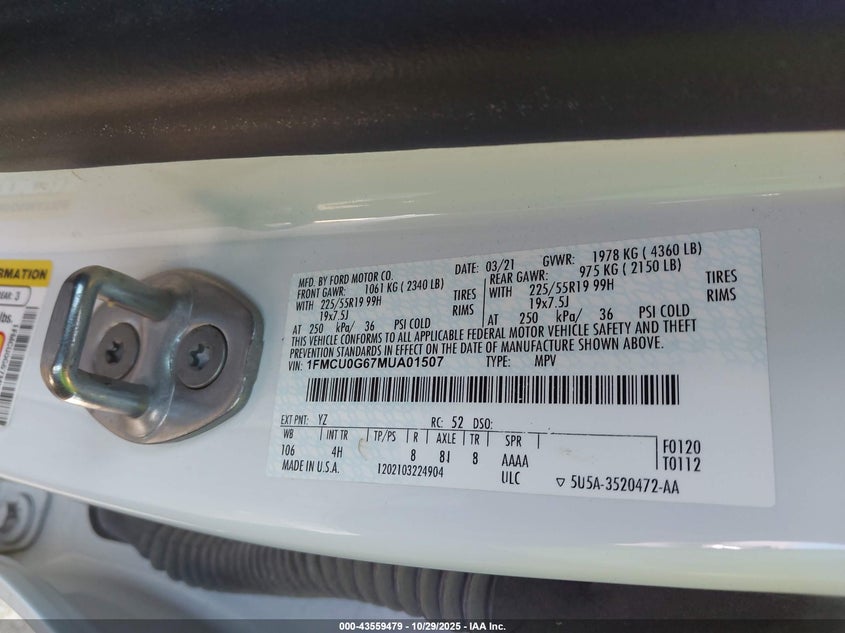 RMATION
REAR: 3
lbs.
MFD. BY FORD MOTOR CO. DATE: 03/21 GVWR: 1978 KG ( 4360 LB)
FRONT GAWR: 1061 KG ( 2340 LB) REAR GAWR: 975 KG ( 2150 LB)
WITH 225/55R19 99H TIRES WITH 225/55R19 99H TIRES
19x7.5J RIMS 19x7.5J RIMS
AT 250 kPa/ 36 PSI COLD AT 250 kPa/ 36 PSI COLD
THIS VEHICLE CONFORMS TO ALL APPLICABLE FEDERAL MOTOR VEHICLE SAFETY AND THEFT
PREVENTION STANDARDS IN EFFECT ON THE DATE OF MANUFACTURE SHOWN ABOVE.
VIN: 1FMCU0G67MUA01507 TYPE: MPV
EXT PNT: YZ RC: 52 DSO:
WB INT TR TP/PS R AXLE TR SPR
106 4H 8 8I 8 AAAA F0120
MADE IN U.S.A. 1202103224904 ULC T0112
▽ 5U5A-3520472-AA
000-43559479 - 10/29/2025 - IAA Inc.